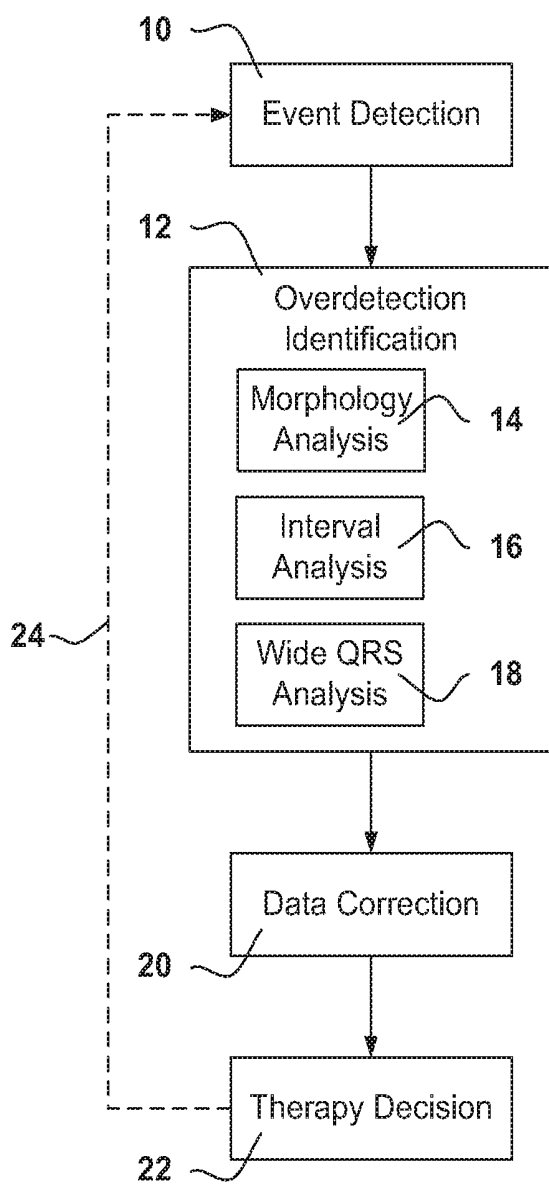 10
Event Detection
12
Overdetection
Identification
Morphology
Analysis
14
Interval
Analysis
16
24
Wide QRS
Analysis
18
Data Correction
20
Therapy Decision
22